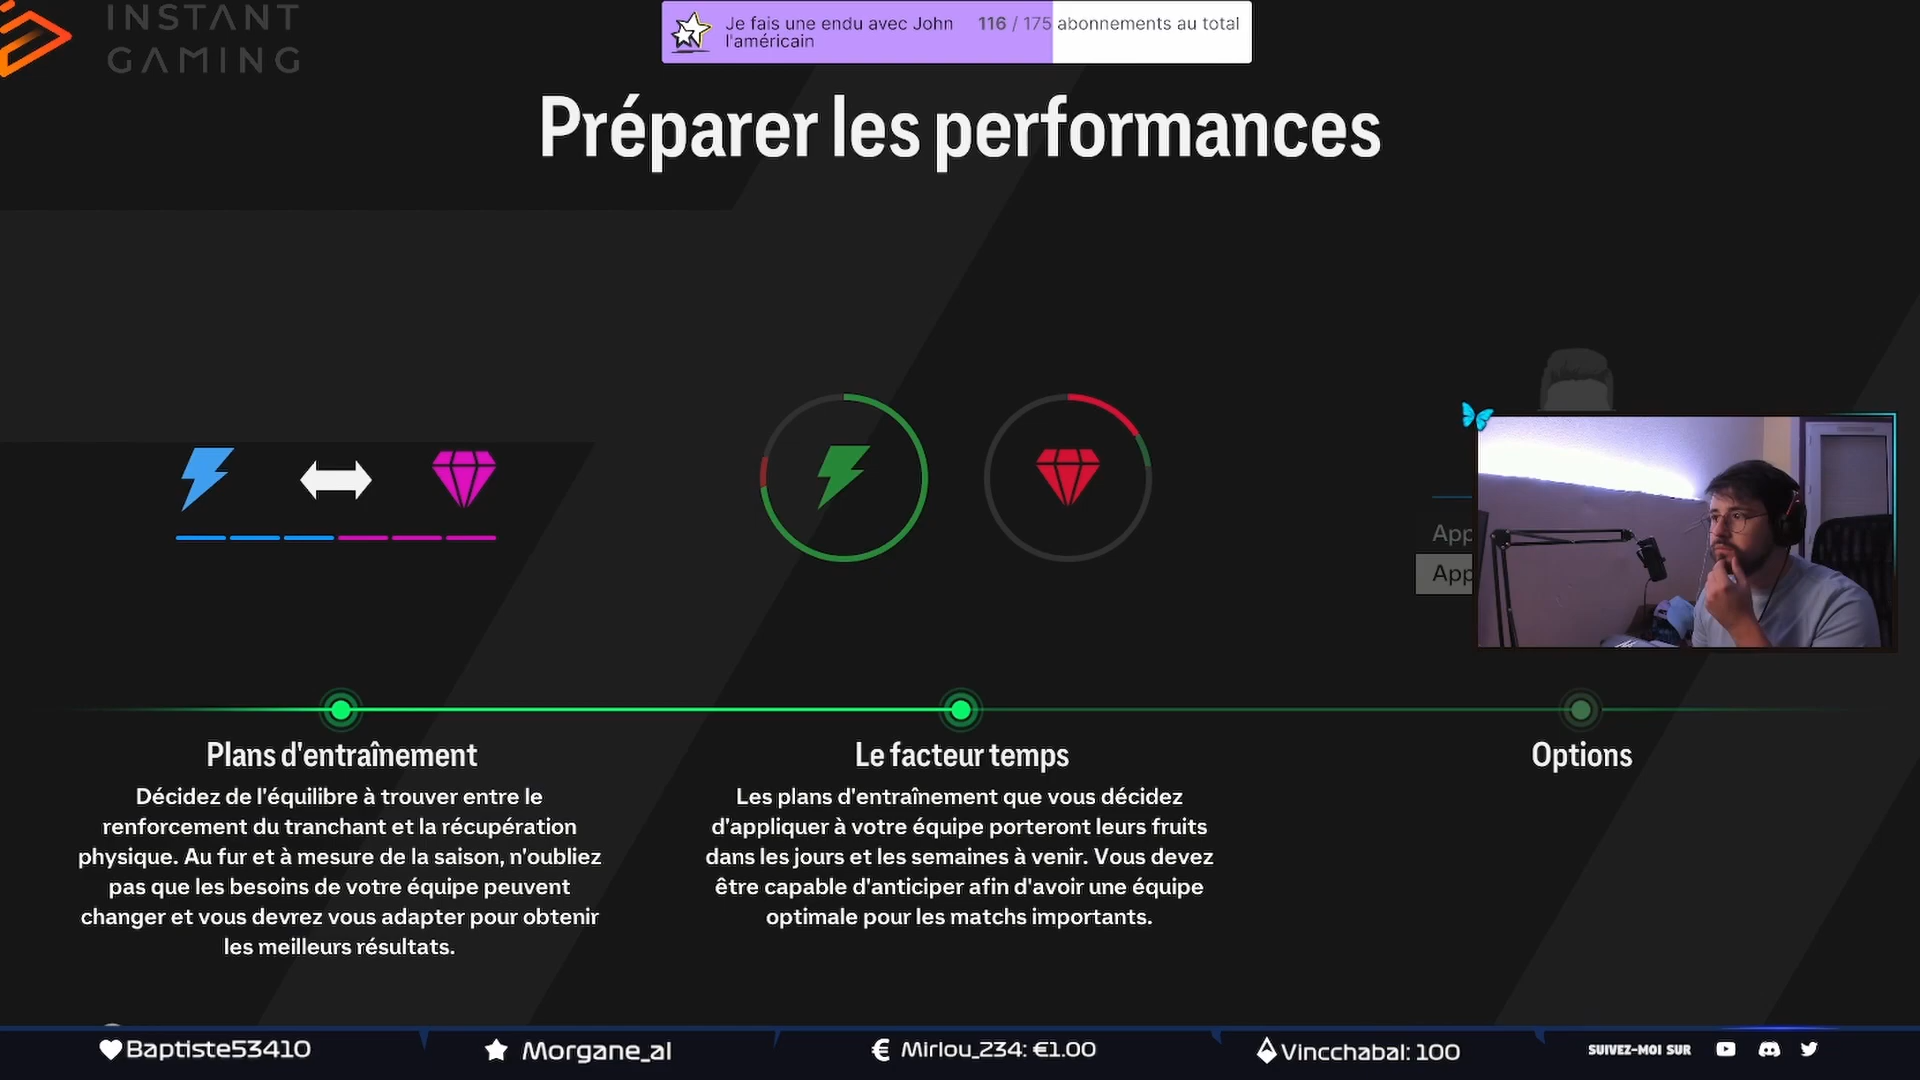 INSTANT
GAMING
Je fais une endu avec John
l'américain
116 / 175 abonnements au total
Préparer les performances
App
App
Plans d'entraînement
Décidez de l'équilibre à trouver entre le
renforcement du tranchant et la récupération
physique. Au fur et à mesure de la saison, n'oubliez
pas que les besoins de votre équipe peuvent
changer et vous devrez vous adapter pour obtenir
les meilleurs résultats.
Le facteur temps
Les plans d'entraînement que vous décidez
d'appliquer à votre équipe porteront leurs fruits
dans les jours et les semaines à venir. Vous devez
être capable d'anticiper afin d'avoir une équipe
optimale pour les matchs importants.
Options
Baptiste53410
Morgane_al
€ Mirlou_234: €1.00
Vincchabal: 100
SUIVEZ-MOI SUR